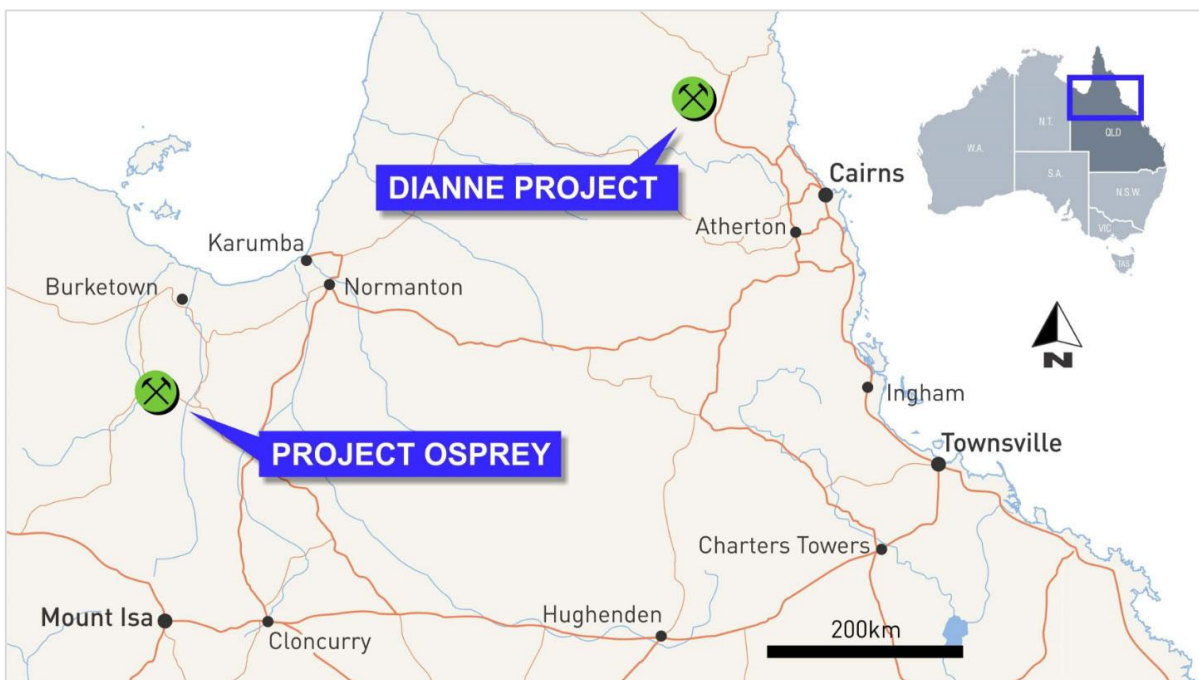 DIANNE PROJECT
Cairns
Atherton
Karumba
Burketown
Normanton
PROJECT OSPREY
Ingham
Townsville
Charters Towers
Mount Isa
Cloncurry
Hughenden
200km
N.T.
QLD
W.A.
S.A.
N.S.W.
VIC
TAS
N